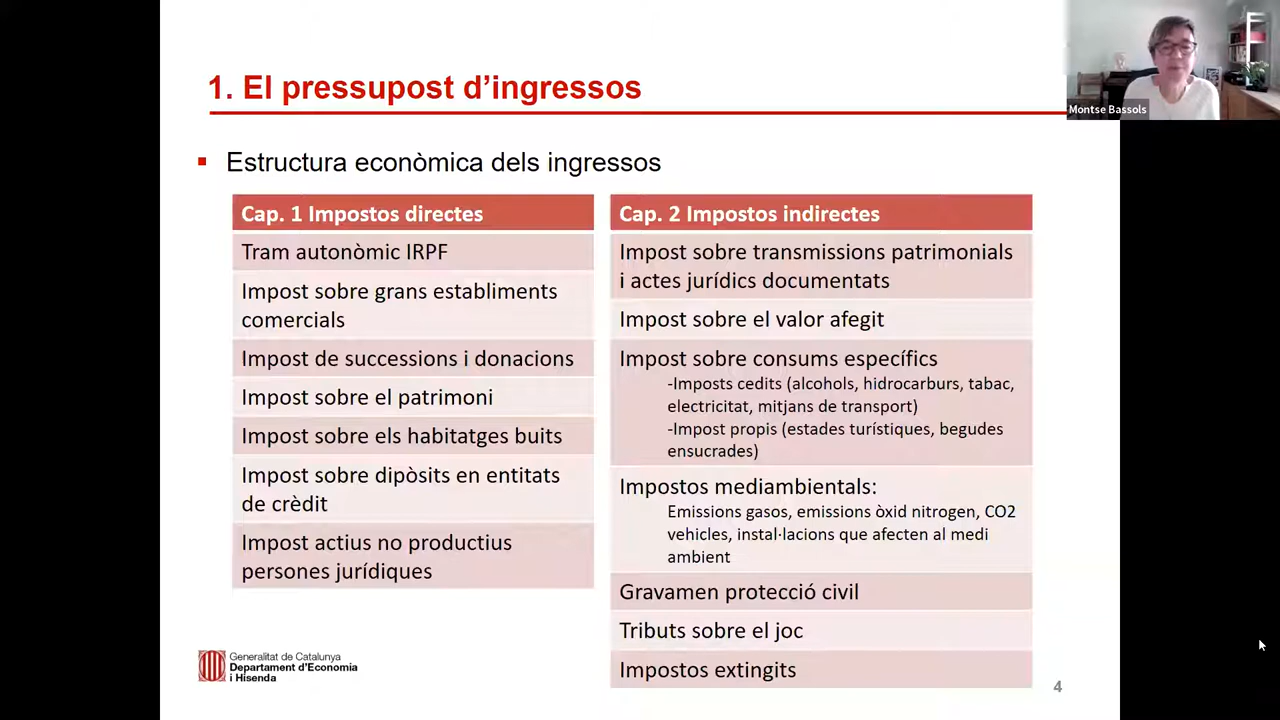 1. El pressupost d'ingressos
Montse Bassols
Estructura econòmica dels ingressos
Cap. 1 Impostos directes
Tram autonòmic IRPF
Impost sobre grans establiments
comercials
Impost de successions i donacions
Impost sobre el patrimoni
Impost sobre els habitatges buits
Impost sobre dipòsits en entitats
de crèdit
Impost actius no productius
persones jurídiques
Cap. 2 Impostos indirectes
Impost sobre transmissions patrimonials
i actes jurídics documentats
Impost sobre el valor afegit
Impost sobre consums específics
-Imposts cedits (alcohols, hidrocarburs, tabac,
electricitat, mitjans de transport)
-Impost propis (estades turístiques, begudes
ensucrades)
Impostos mediambientals:
Emissions gasos, emissions òxid nitrogen, CO2
vehicles, instal·lacions que afecten al medi
ambient
Gravamen protecció civil
Tributs sobre el joc
Impostos extingits
Generalitat de Catalunya
Departament d'Economia
i Hisenda
4